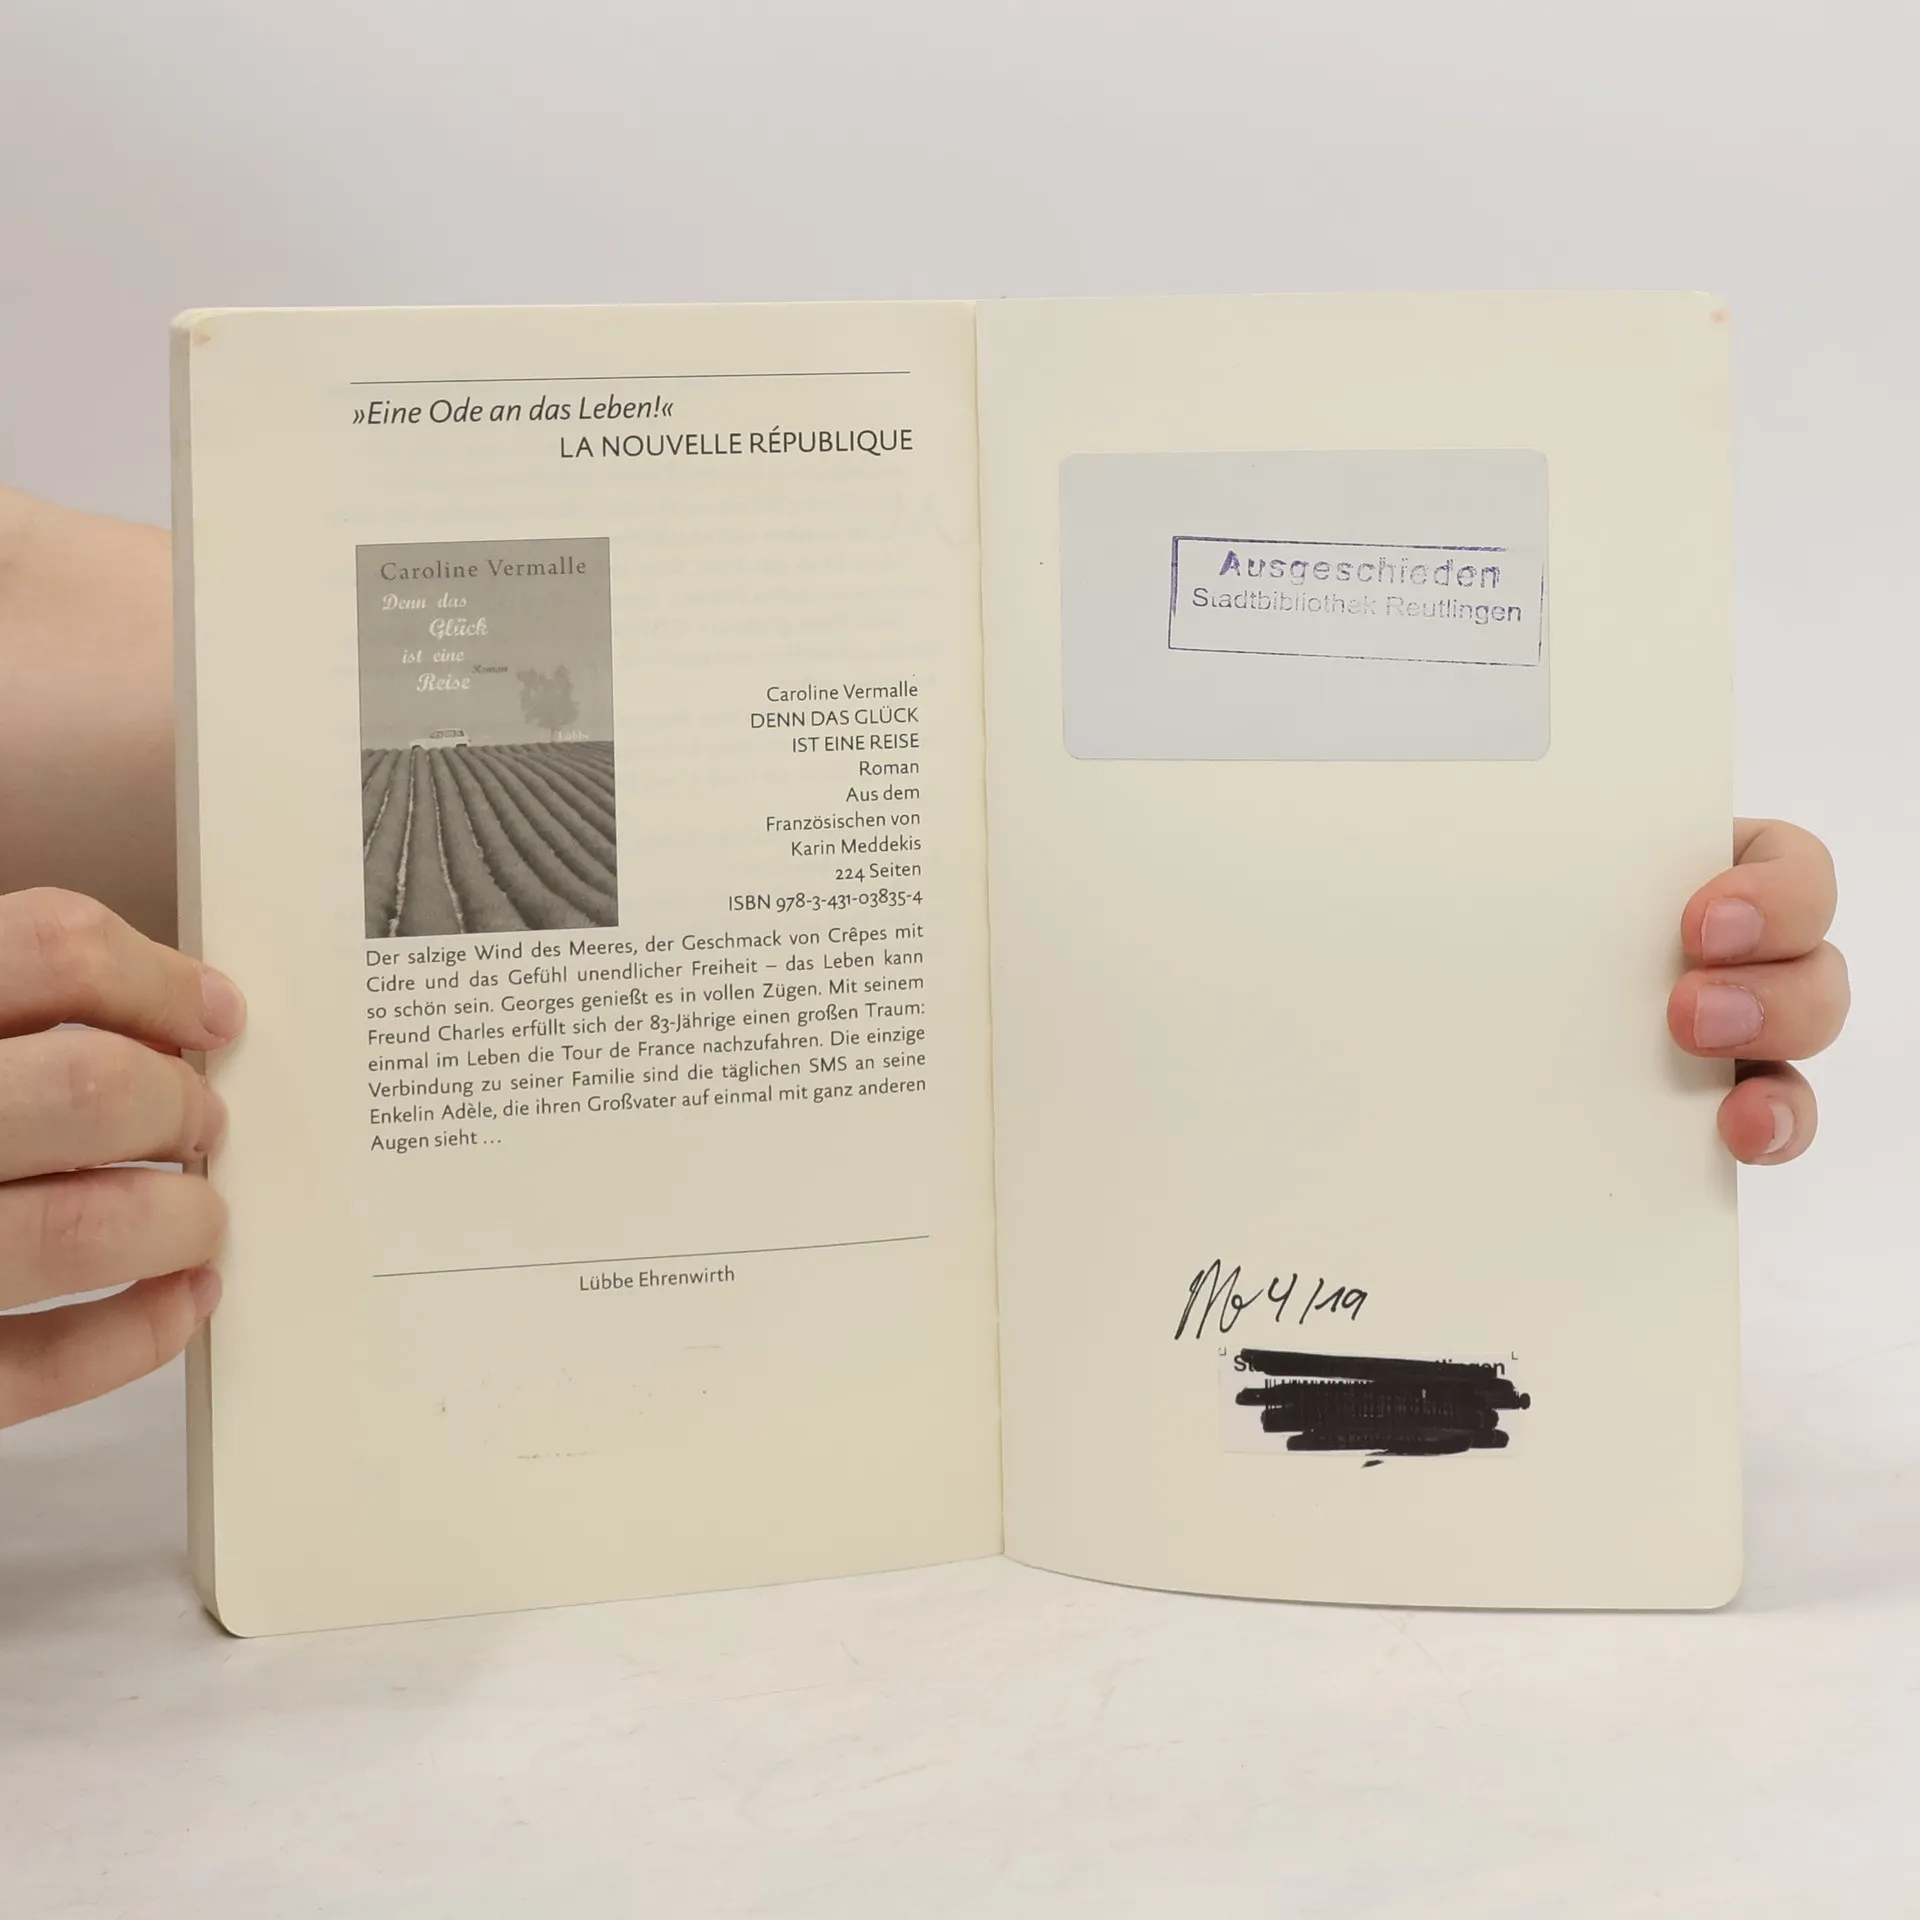 »Eine Ode an das Leben!«
LA NOUVELLE RÉPUBLIQUE
Caroline Vermalle
Denn das
Glück
ist eine
Reise
Roman
Lübbe
Caroline Vermalle
DENN DAS GLÜCK
IST EINE REISE
Roman
Aus dem
Französischen von
Karin Meddekis
224 Seiten
ISBN 978-3-431-03835-4
Der salzige Wind des Meeres, der Geschmack von Crêpes mit
Cidre und das Gefühl unendlicher Freiheit – das Leben kann
so schön sein. Georges genießt es in vollen Zügen. Mit seinem
Freund Charles erfüllt sich der 83-Jährige einen großen Traum:
einmal im Leben die Tour de France nachzufahren. Die einzige
Verbindung zu seiner Familie sind die täglichen SMS an seine
Enkelin Adèle, die ihren Großvater auf einmal mit ganz anderen
Augen sieht ...
Lübbe Ehrenwirth
Ausgeschieden
Stadtbibliothek Reutlingen
4/19